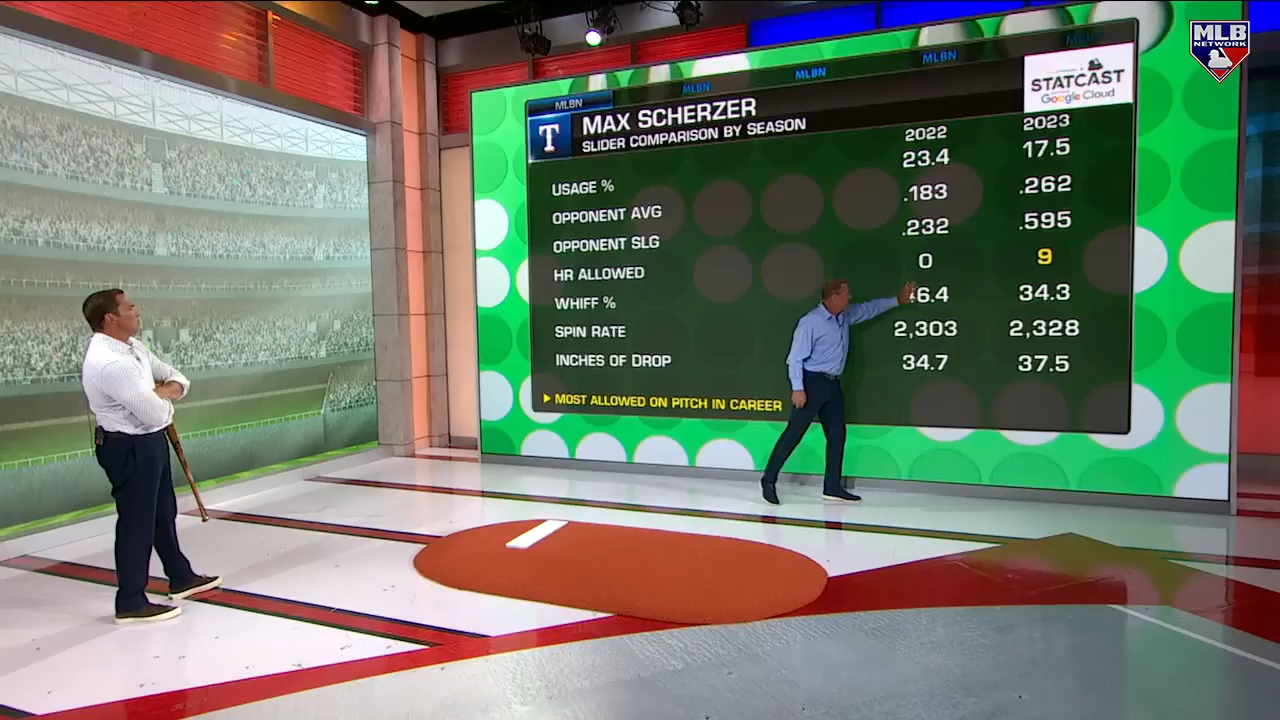 MLB
NETWORK
MLBN
MLBN
MLBN
MLBN
STATCAST
Google Cloud
T
MAX SCHERZER
SLIDER COMPARISON BY SEASON
2022 2023
USAGE % 23.4 17.5
OPPONENT AVG .183 .262
OPPONENT SLG .232 .595
HR ALLOWED 0 9
WHIFF % 46.4 34.3
SPIN RATE 2,303 2,328
INCHES OF DROP 34.7 37.5
MOST ALLOWED ON PITCH IN CAREER